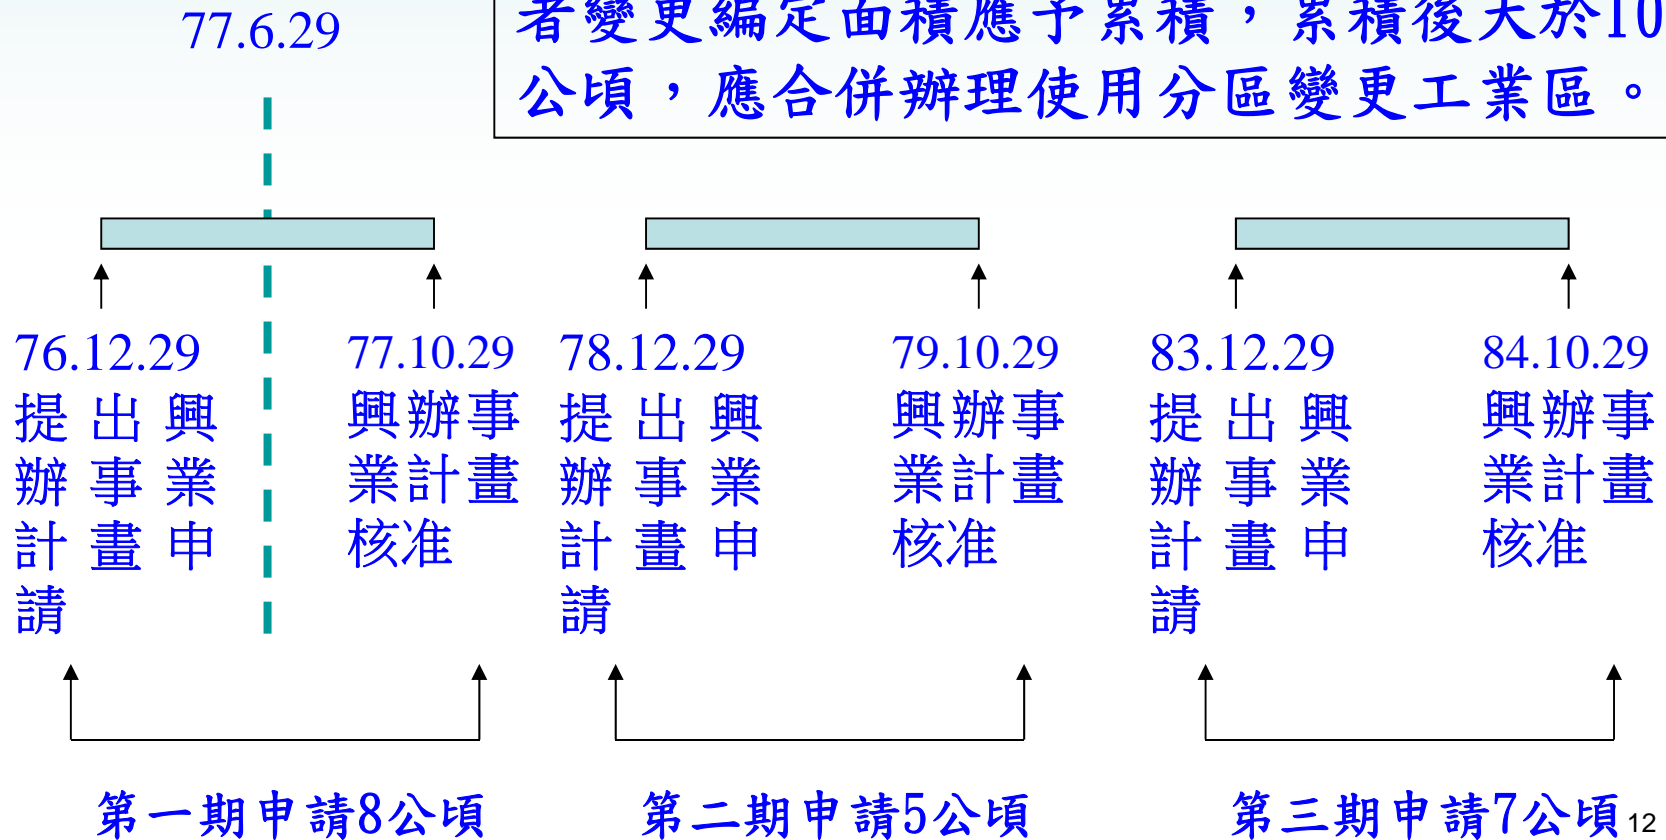 77.6.29
者變更編定面積應予累積，累積後大於10
公頃，應合併辦理使用分區變更工業區。
76.12.29
提出興
辦事業
計畫申
請
77.10.29
興辦事
業計畫
核准
78.12.29
提出興
辦事業
計畫申
請
79.10.29
興辦事
業計畫
核准
83.12.29
提出興
辦事業
計畫申
請
84.10.29
興辦事
業計畫
核准
第一期申請8公頃
第二期申請5公頃
第三期申請7公頃
12